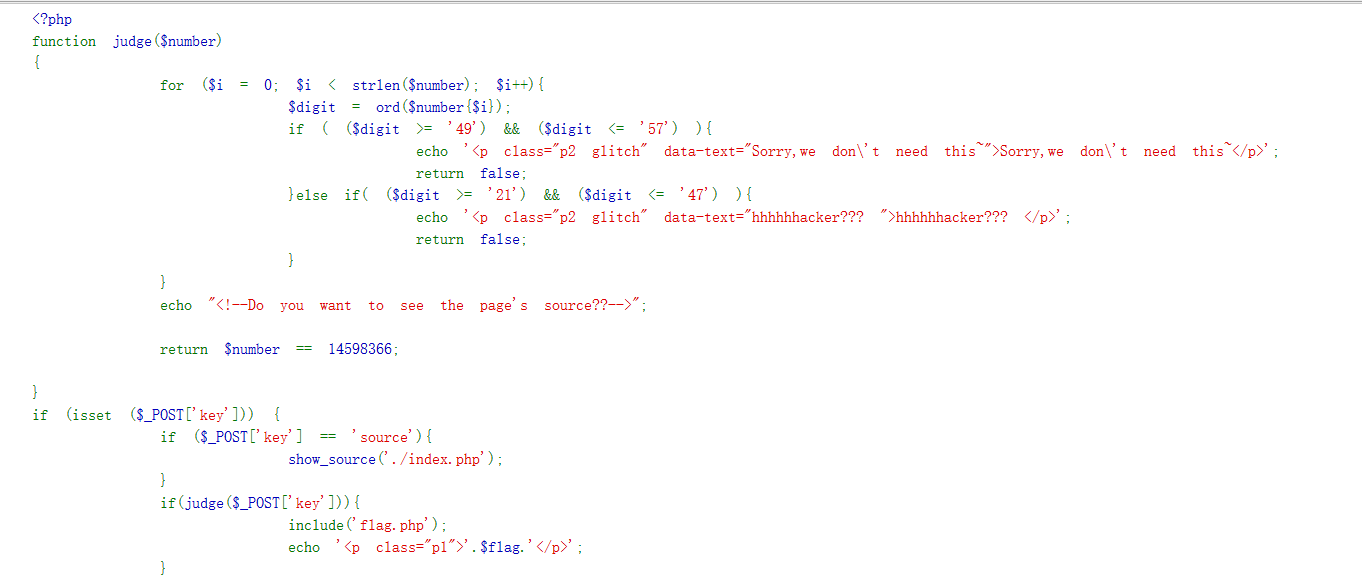 <?php
function judge($number)
{
for ($i = 0; $i < strlen($number); $i++){
$digit = ord($number{$i});
if ( ($digit >= '49') && ($digit <= '57') ){
echo '<p class="p2 glitch" data-text="Sorry,we don\'t need this~">Sorry,we don\'t need this~</p>';
return false;
}else if( ($digit >= '21') && ($digit <= '47') ){
echo '<p class="p2 glitch" data-text="hhhhhhacker??? ">hhhhhhacker??? </p>';
return false;
}
}
echo "<!--Do you want to see the page's source??-->";
return $number == 14598366;
}
if (isset ($_POST['key'])) {
if ($_POST['key'] == 'source'){
show_source('./index.php');
}
if(judge($_POST['key'])){
include('flag.php');
echo '<p class="p1">'.$flag.'</p>';
}